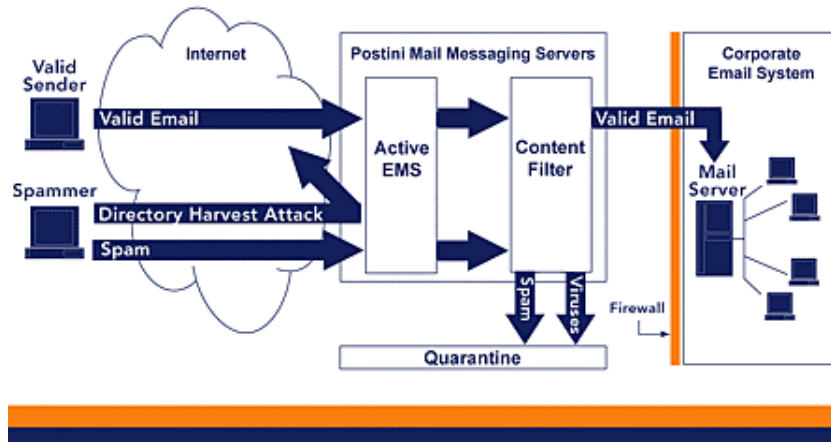 Internet
Postini Mail Messaging Servers
Corporate
Email System
Valid
Sender
Valid Email
Active
EMS
Content
Filter
Valid Email
Mail
Server
Spammer
Directory Harvest Attack
Spam
Spam
Viruses
Firewall
Quarantine